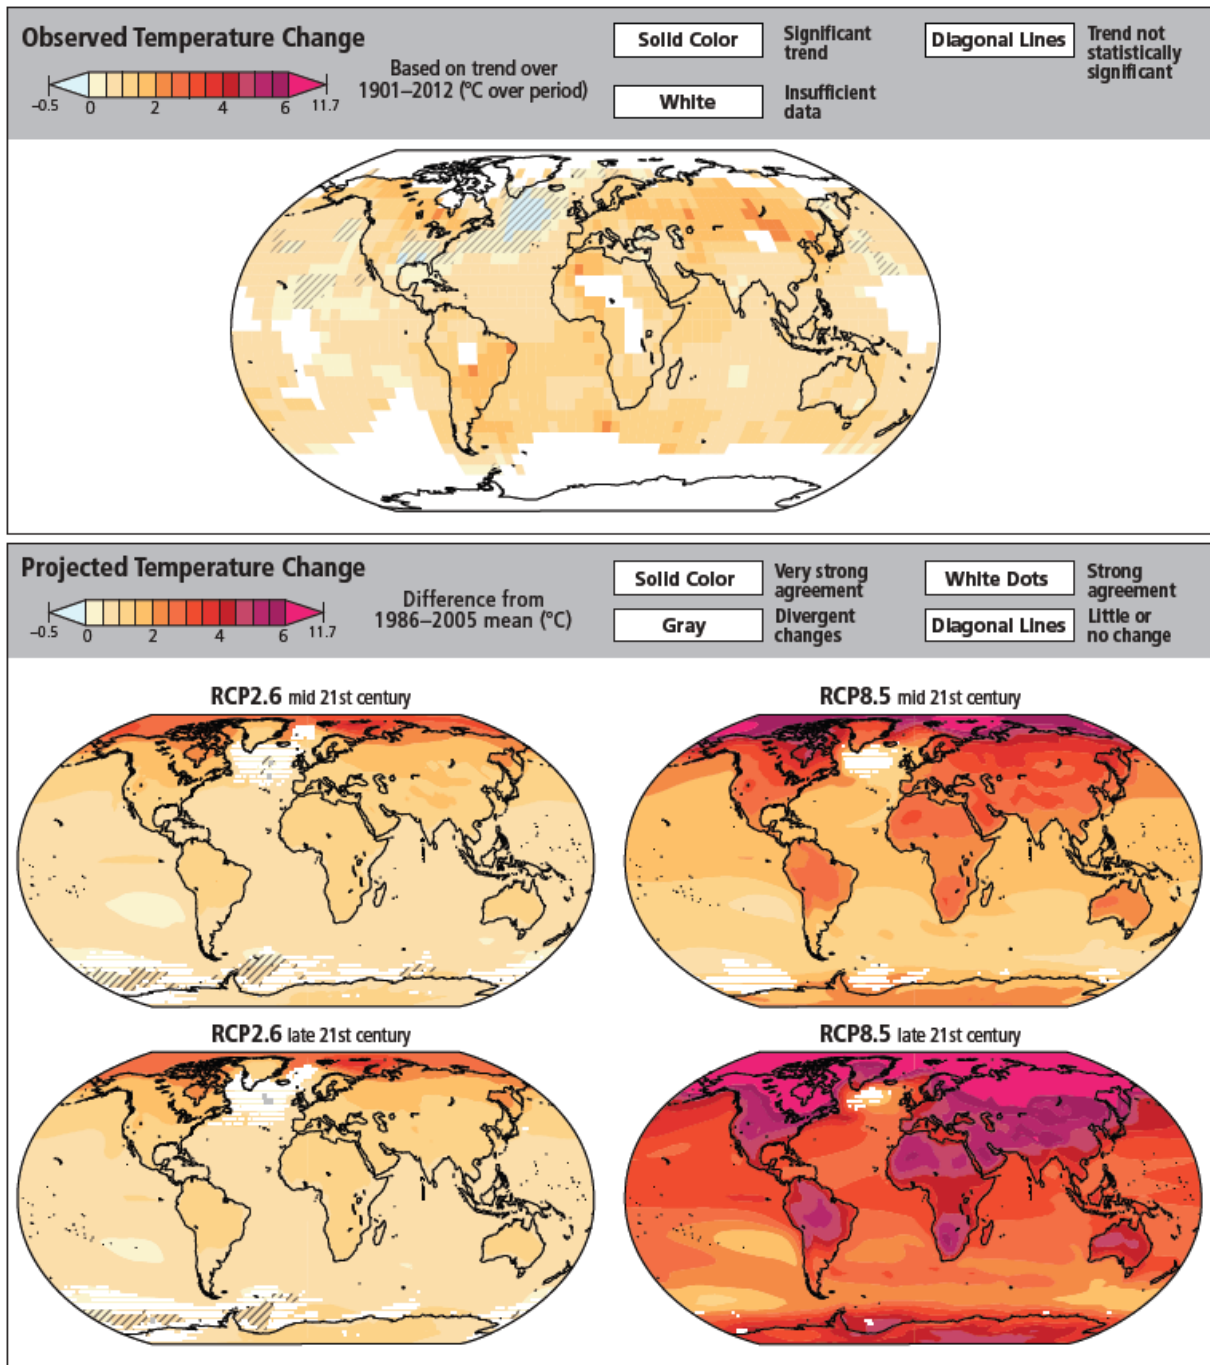 Observed Temperature Change
−0.5 0 2 4 6 11.7
Based on trend over
1901–2012 (°C over period)
Solid Color
Significant
trend
White
Insufficient
data
Diagonal Lines
Trend not
statistically
significant
Projected Temperature Change
−0.5 0 2 4 6 11.7
Difference from
1986–2005 mean (°C)
Solid Color
Very strong
agreement
Gray
Divergent
changes
White Dots
Strong
agreement
Diagonal Lines
Little or
no change
RCP2.6 mid 21st century
RCP8.5 mid 21st century
RCP2.6 late 21st century
RCP8.5 late 21st century